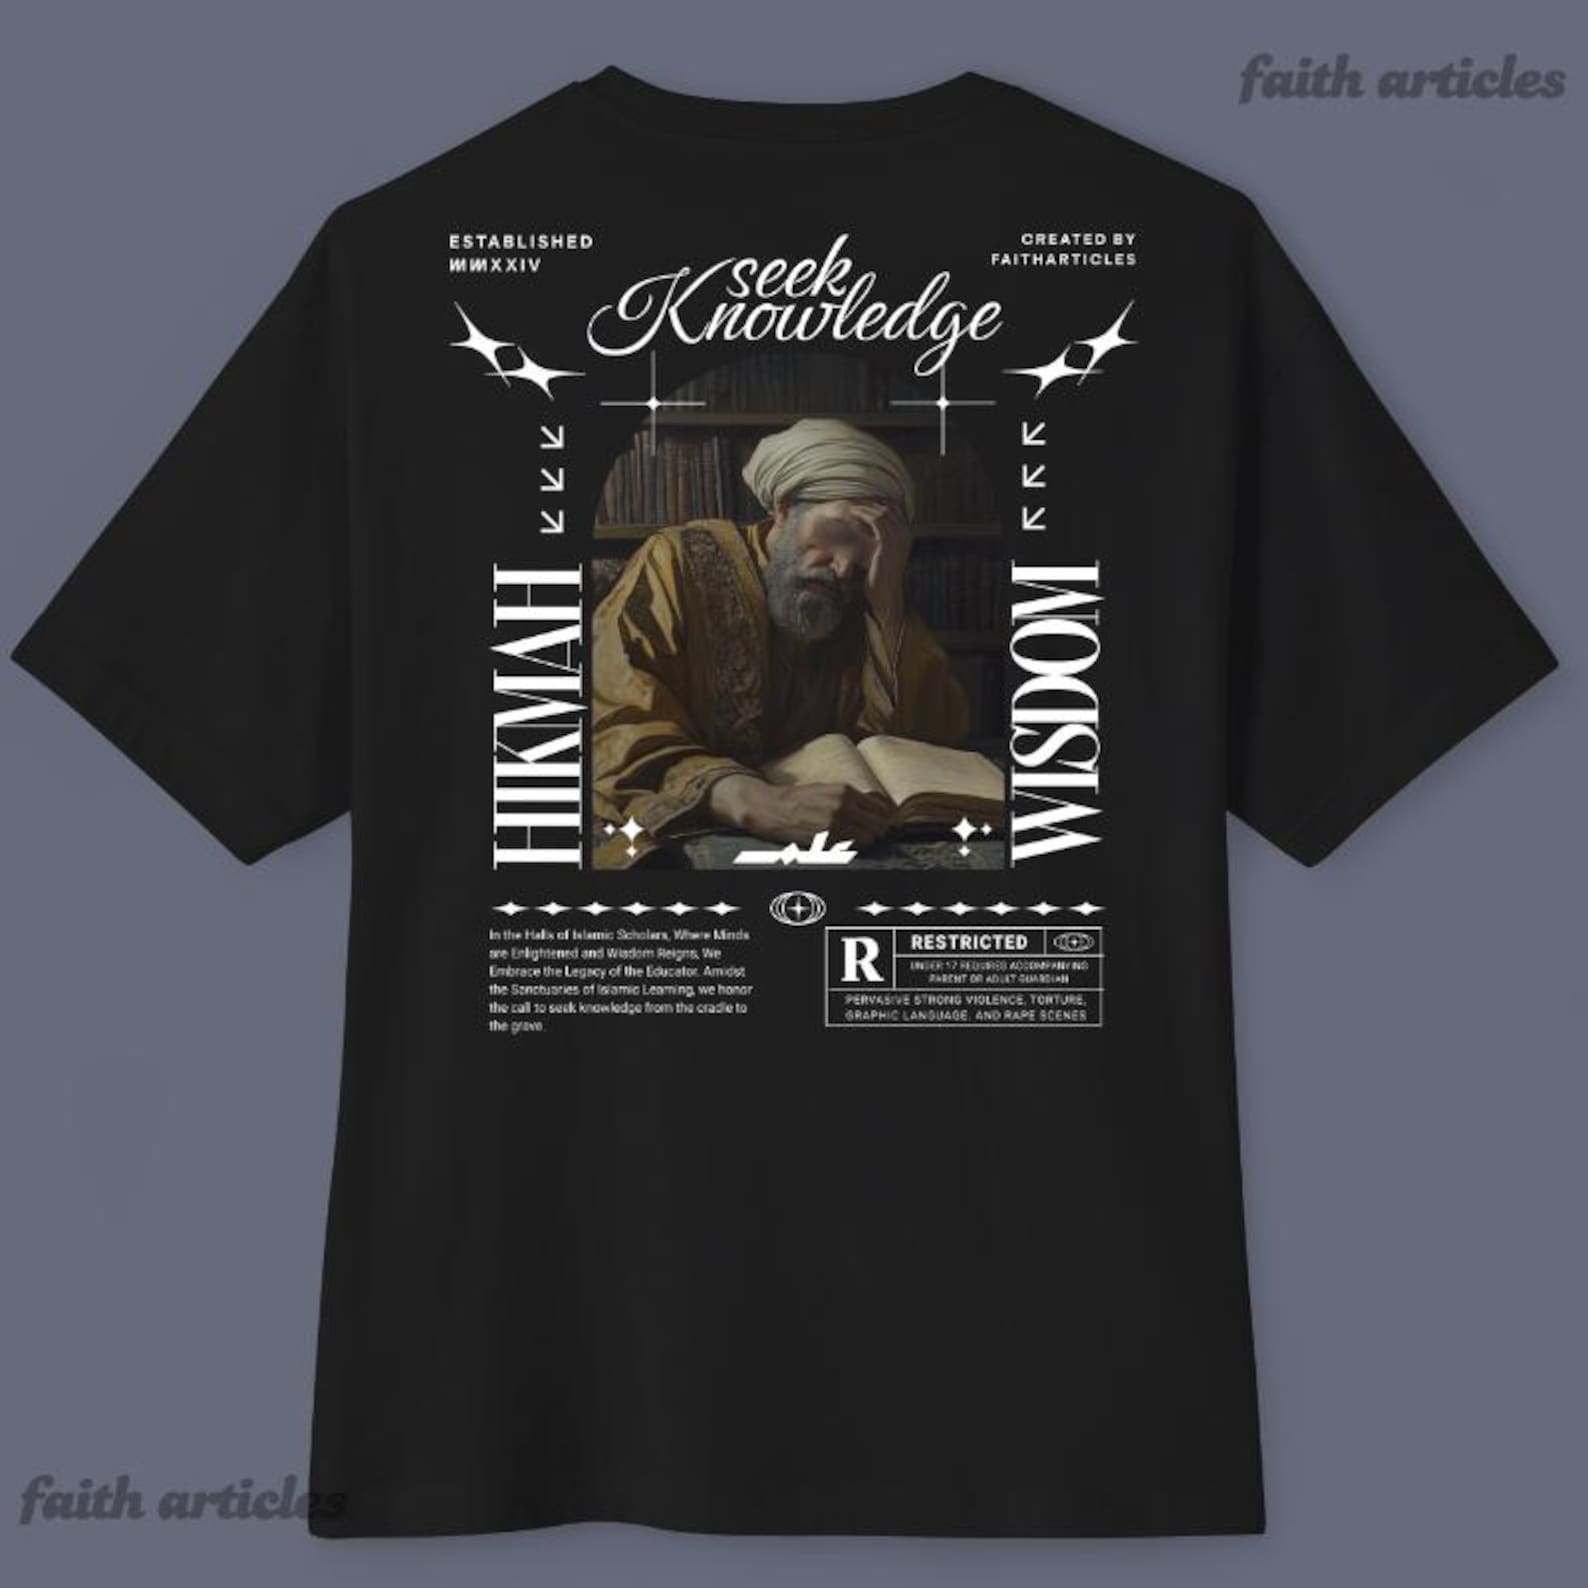 faith articles
ESTABLISHED
MMXXIV
CREATED BY
FAITHARTICLES
seek
Knowledge
HIKMAH
WISDOM
In the Halls of Islamic Scholars, Where Minds
are Enlightened and Wisdom Reigns, We
Embrace the Legacy of the Educator. Amidst
the Sanctuaries of Islamic Learning, we honor
the call to seek knowledge from the cradle to
the grave.
R
RESTRICTED
UNDER 17 REQUIRES ACCOMPANYING
PARENT OR ADULT GUARDIAN
PERVASIVE STRONG VIOLENCE, TORTURE,
GRAPHIC LANGUAGE, AND RAPE SCENES
faith articles